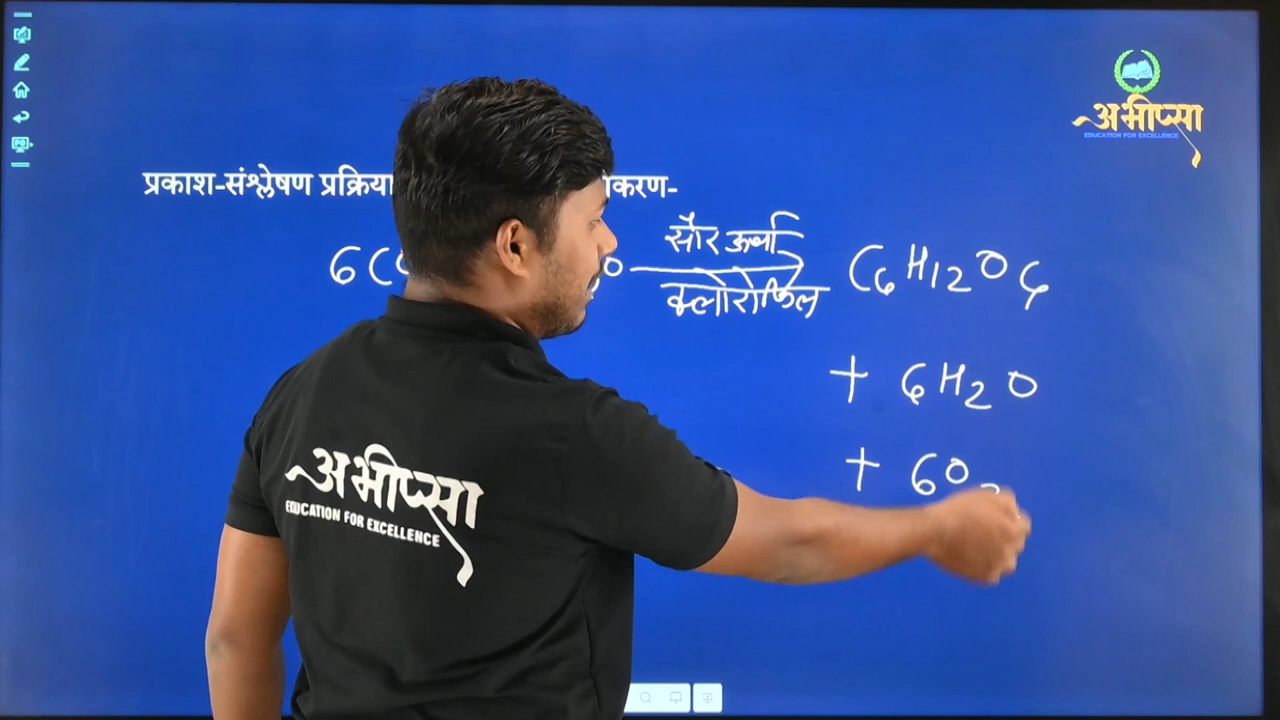 अभीप्सा
EDUCATION FOR EXCELLENCE
प्रकाश-संश्लेषण प्रक्रिया करण-
सौर ऊर्जा
6C O C6H12O6
क्लोरोफिल
+ 6H2O
+ 6O
अभीप्सा
EDUCATION FOR EXCELLENCE